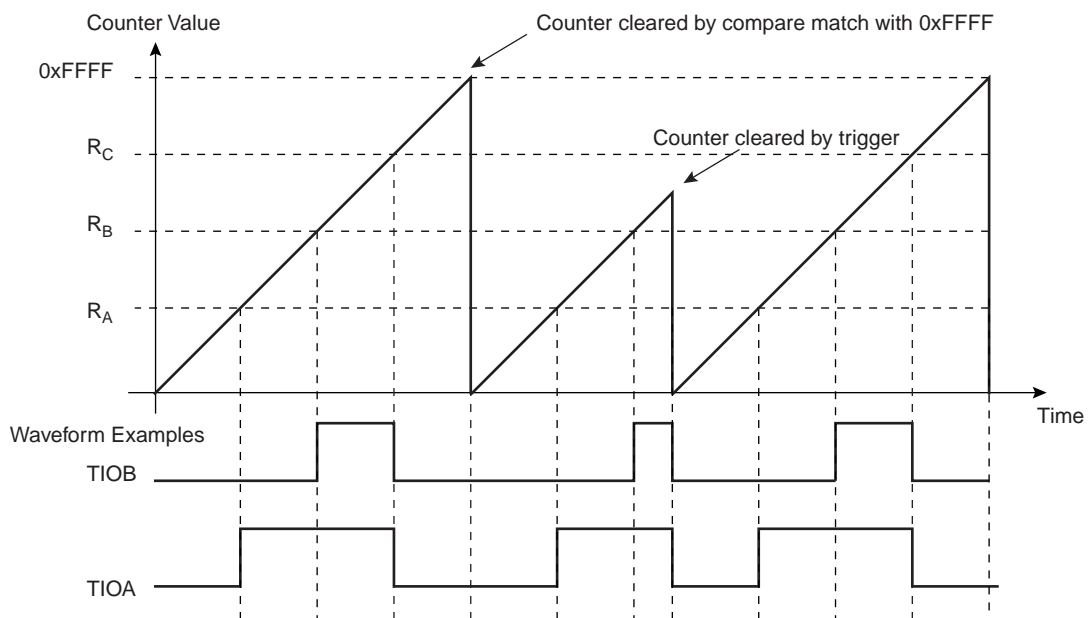 Counter Value
Counter cleared by compare match with 0xFFFF
0xFFFF
RC
Counter cleared by trigger
RB
RA
Time
Waveform Examples
TIOB
TIOA